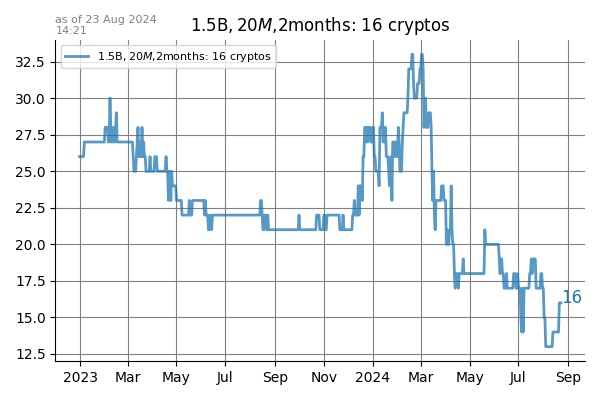 as of 23 Aug 2024
14:21
1.5B, 20M,2months: 16 cryptos
1.5B, 20M,2months: 16 cryptos
32.5
30.0
27.5
25.0
22.5
20.0
17.5
15.0
12.5
16
2023 Mar May Jul Sep Nov 2024 Mar May Jul Sep